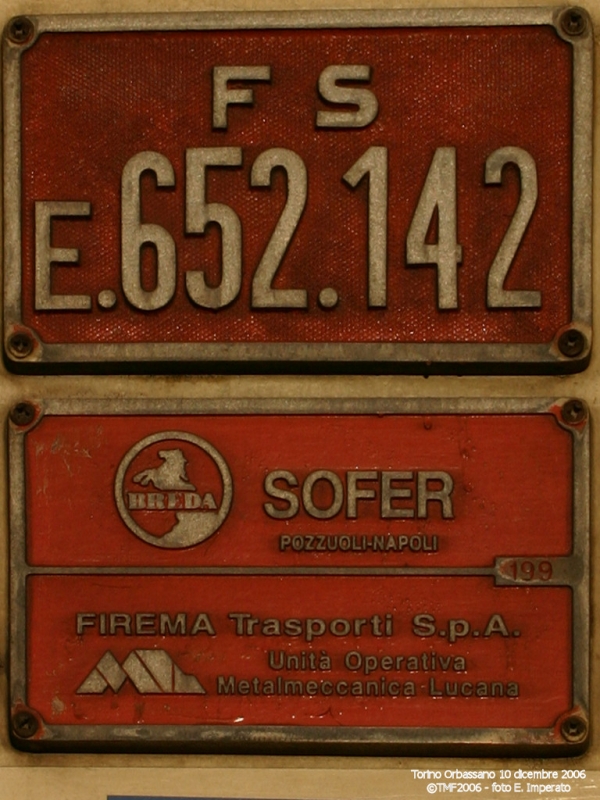 F S
E.652.142
BREDA
SOFER
POZZUOLI-NAPOLI
199
FIREMA Trasporti S.p.A.
Unità Operativa
Metalmeccanica Lucana
Torino Orbassano 10 dicembre 2006
©TMF2006 - foto E. Imperato